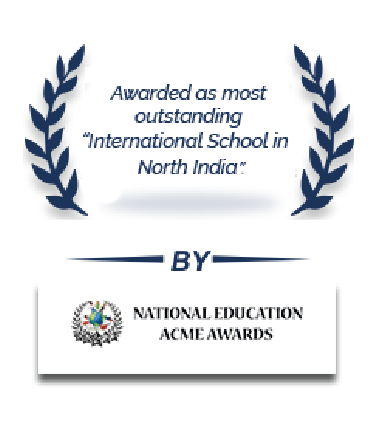 Awarded as most
outstanding
“International School in
North India”.
BY
NATIONAL EDUCATION
ACME AWARDS